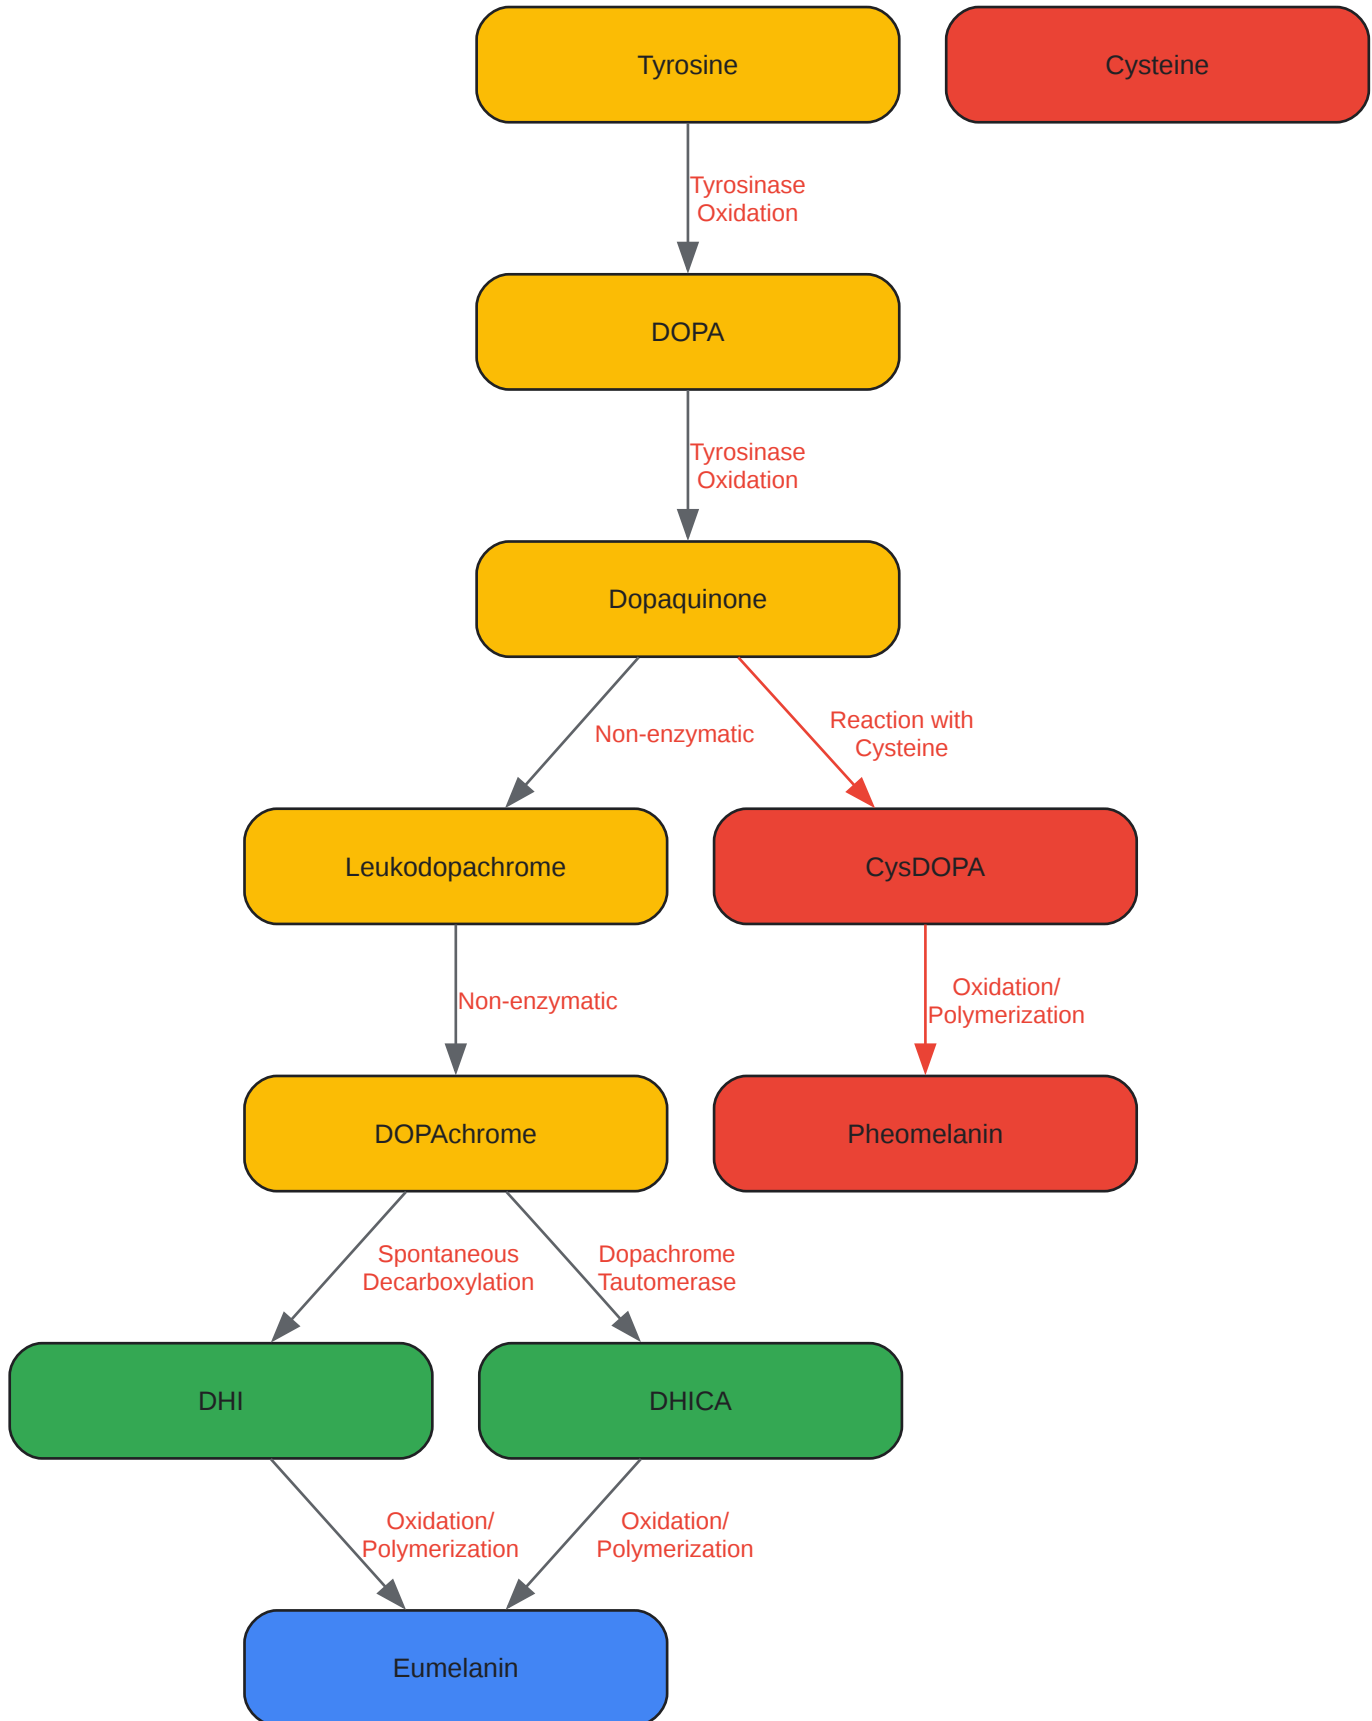 Tyrosine
Cysteine
Tyrosinase
Oxidation
DOPA
Tyrosinase
Oxidation
Dopaquinone
Non-enzymatic
Reaction with
Cysteine
Leukodopachrome
CysDOPA
Non-enzymatic
Oxidation/
Polymerization
DOPAchrome
Pheomelanin
Spontaneous
Decarboxylation
Dopachrome
Tautomerase
DHI
DHICA
Oxidation/
Polymerization
Oxidation/
Polymerization
Eumelanin